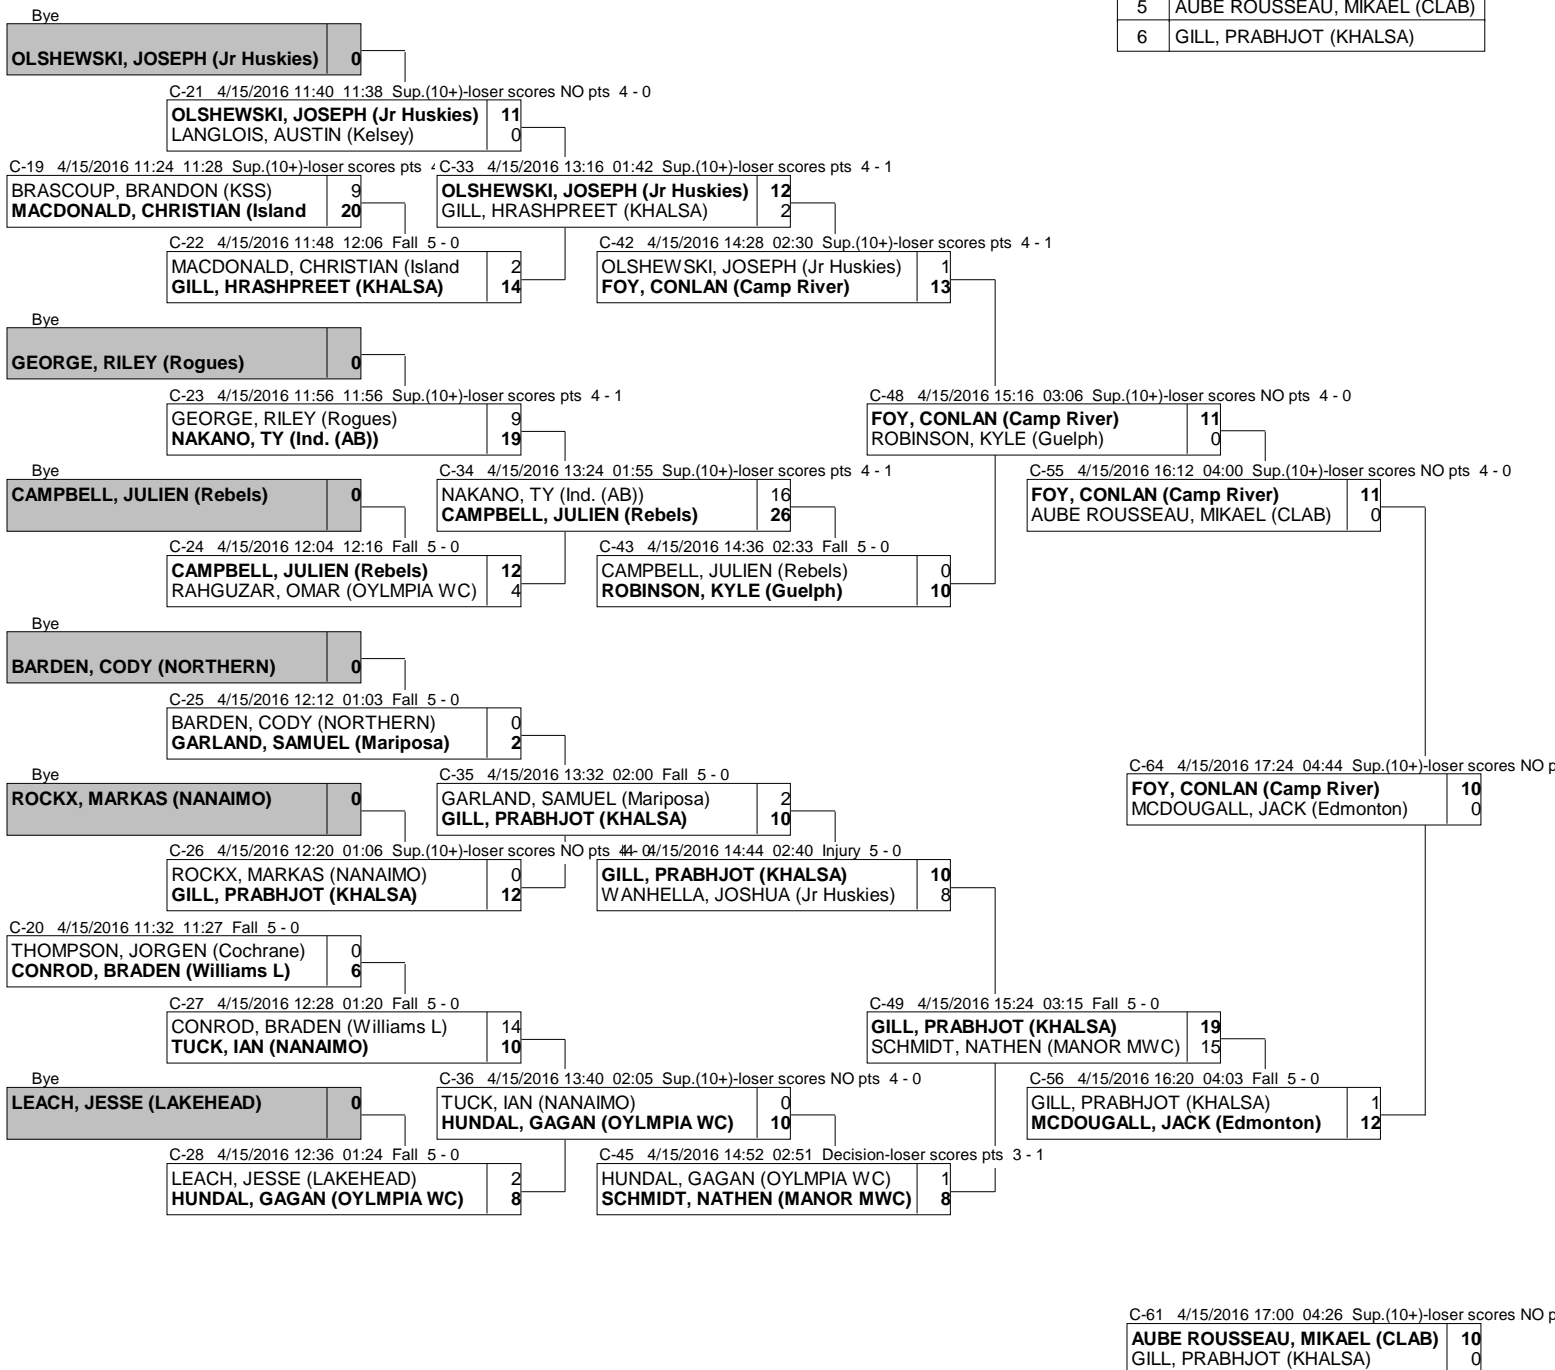 5 AUBE ROUSSEAU, MIKAEL (CLAB)
6 GILL, PRABHJOT (KHALSA)
Bye
OLSHEWSKI, JOSEPH (Jr Huskies) 0
C-21 4/15/2016 11:40 11:38 Sup.(10+)-loser scores NO pts 4 - 0
OLSHEWSKI, JOSEPH (Jr Huskies) 11
LANGLOIS, AUSTIN (Kelsey) 0
C-19 4/15/2016 11:24 11:28 Sup.(10+)-loser scores pts
BRASCOUP, BRANDON (KSS) 9
MACDONALD, CHRISTIAN (Island 20
C-33 4/15/2016 13:16 01:42 Sup.(10+)-loser scores pts 4 - 1
OLSHEWSKI, JOSEPH (Jr Huskies) 12
GILL, HRASHPREET (KHALSA) 2
C-22 4/15/2016 11:48 12:06 Fall 5 - 0
MACDONALD, CHRISTIAN (Island 2
GILL, HRASHPREET (KHALSA) 14
C-42 4/15/2016 14:28 02:30 Sup.(10+)-loser scores pts 4 - 1
OLSHEWSKI, JOSEPH (Jr Huskies) 1
FOY, CONLAN (Camp River) 13
Bye
GEORGE, RILEY (Rogues) 0
C-23 4/15/2016 11:56 11:56 Sup.(10+)-loser scores pts 4 - 1
GEORGE, RILEY (Rogues) 9
NAKANO, TY (Ind. (AB)) 19
C-48 4/15/2016 15:16 03:06 Sup.(10+)-loser scores NO pts 4 - 0
FOY, CONLAN (Camp River) 11
ROBINSON, KYLE (Guelph) 0
Bye
CAMPBELL, JULIEN (Rebels) 0
C-34 4/15/2016 13:24 01:55 Sup.(10+)-loser scores pts 4 - 1
NAKANO, TY (Ind. (AB)) 16
CAMPBELL, JULIEN (Rebels) 26
C-55 4/15/2016 16:12 04:00 Sup.(10+)-loser scores NO pts 4 - 0
FOY, CONLAN (Camp River) 11
AUBE ROUSSEAU, MIKAEL (CLAB) 0
C-24 4/15/2016 12:04 12:16 Fall 5 - 0
CAMPBELL, JULIEN (Rebels) 12
RAHGUZAR, OMAR (OYLMPIA WC) 4
C-43 4/15/2016 14:36 02:33 Fall 5 - 0
CAMPBELL, JULIEN (Rebels) 0
ROBINSON, KYLE (Guelph) 10
Bye
BARDEN, CODY (NORTHERN) 0
C-25 4/15/2016 12:12 01:03 Fall 5 - 0
BARDEN, CODY (NORTHERN) 0
GARLAND, SAMUEL (Mariposa) 2
Bye
ROCKX, MARKAS (NANAIMO) 0
C-35 4/15/2016 13:32 02:00 Fall 5 - 0
GARLAND, SAMUEL (Mariposa) 2
GILL, PRABHJOT (KHALSA) 10
C-64 4/15/2016 17:24 04:44 Sup.(10+)-loser scores NO p
FOY, CONLAN (Camp River) 10
MCDOUGALL, JACK (Edmonton) 0
C-26 4/15/2016 12:20 01:06 Sup.(10+)-loser scores NO pts
ROCKX, MARKAS (NANAIMO) 0
GILL, PRABHJOT (KHALSA) 12
4/15/2016 14:44 02:40 Injury 5 - 0
GILL, PRABHJOT (KHALSA) 10
WANHELLA, JOSHUA (Jr Huskies) 8
C-20 4/15/2016 11:32 11:27 Fall 5 - 0
THOMPSON, JORGEN (Cochrane) 0
CONROD, BRADEN (Williams L) 6
C-27 4/15/2016 12:28 01:20 Fall 5 - 0
CONROD, BRADEN (Williams L) 14
TUCK, IAN (NANAIMO) 10
C-49 4/15/2016 15:24 03:15 Fall 5 - 0
GILL, PRABHJOT (KHALSA) 19
SCHMIDT, NATHEN (MANOR MWC) 15
Bye
LEACH, JESSE (LAKEHEAD) 0
C-36 4/15/2016 13:40 02:05 Sup.(10+)-loser scores NO pts 4 - 0
TUCK, IAN (NANAIMO) 0
HUNDAL, GAGAN (OYLMPIA WC) 10
C-56 4/15/2016 16:20 04:03 Fall 5 - 0
GILL, PRABHJOT (KHALSA) 1
MCDOUGALL, JACK (Edmonton) 12
C-28 4/15/2016 12:36 01:24 Fall 5 - 0
LEACH, JESSE (LAKEHEAD) 2
HUNDAL, GAGAN (OYLMPIA WC) 8
C-45 4/15/2016 14:52 02:51 Decision-loser scores pts 3 - 1
HUNDAL, GAGAN (OYLMPIA WC) 1
SCHMIDT, NATHEN (MANOR MWC) 8
C-61 4/15/2016 17:00 04:26 Sup.(10+)-loser scores NO p
AUBE ROUSSEAU, MIKAEL (CLAB) 10
GILL, PRABHJOT (KHALSA) 0